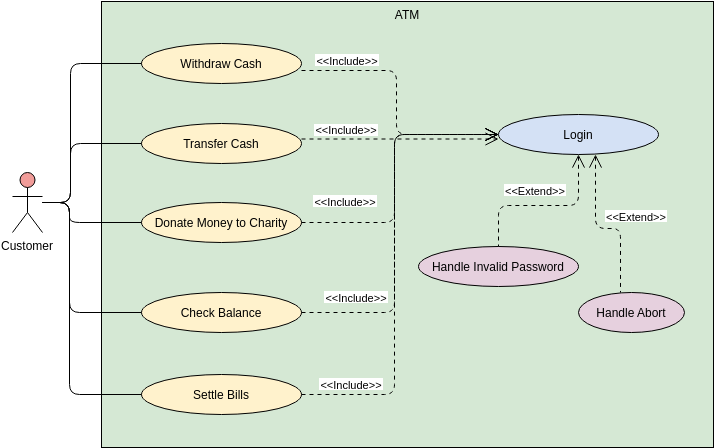 ATM
Withdraw Cash
<<Include>>
Transfer Cash
<<Include>>
Login
Donate Money to Charity
<<Include>>
<<Extend>>
<<Extend>>
Customer
Handle Invalid Password
Check Balance
<<Include>>
Handle Abort
Settle Bills
<<Include>>